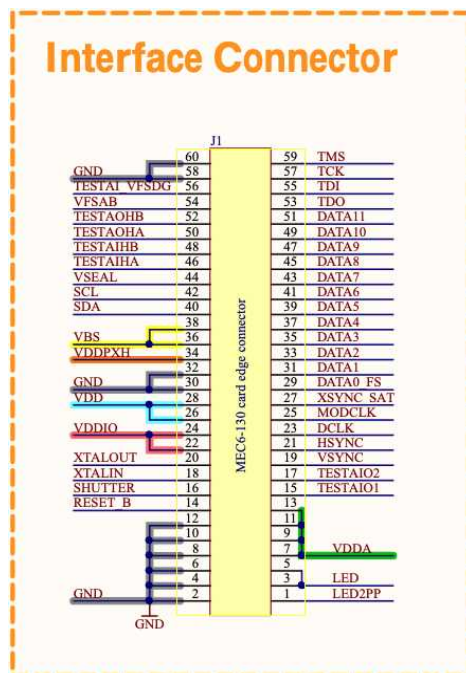 Interface Connector
J1
60 59 TMS
GND 58 57 TCK
TESTAI_VFSDG 56 55 TDI
VFSAB 54 53 TDO
TESTAOHB 52 51 DATA11
TESTAOHA 50 49 DATA10
TESTAIHB 48 47 DATA9
TESTAIHA 46 45 DATA8
VSEAL 44 43 DATA7
SCL 42 41 DATA6
SDA 40 39 DATA5
38 37 DATA4
VBS 36 35 DATA3
VDDPXH 34 33 DATA2
32 31 DATA1
GND 30 29 DATA0_FS
VDD 28 27 XSYNC_SAT
26 25 MODCLK
VDDIO 24 23 DCLK
22 21 HSYNC
XTALOUT 20 19 VSYNC
XTALIN 18 17 TESTAIO2
SHUTTER 16 15 TESTAIO1
RESET_B 14 13
12 11
10 9
8 7 VDDA
6 5
4 3 LED
GND 2 1 LED2PP
MEC6-130 card edge connector
GND